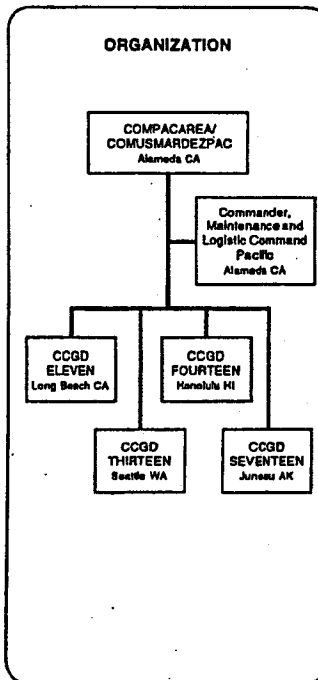 ORGANIZATION
COMPACAREA/
COMUSMARDEZPAC
Alameda CA
Commander,
Maintenance and
Logistic Command
Pacific
Alameda CA
CCGD
ELEVEN
Long Beach CA
CCGD
FOURTEEN
Honolulu HI
CCGD
THIRTEEN
Seattle WA
CCGD
SEVENTEEN
Juneau AK